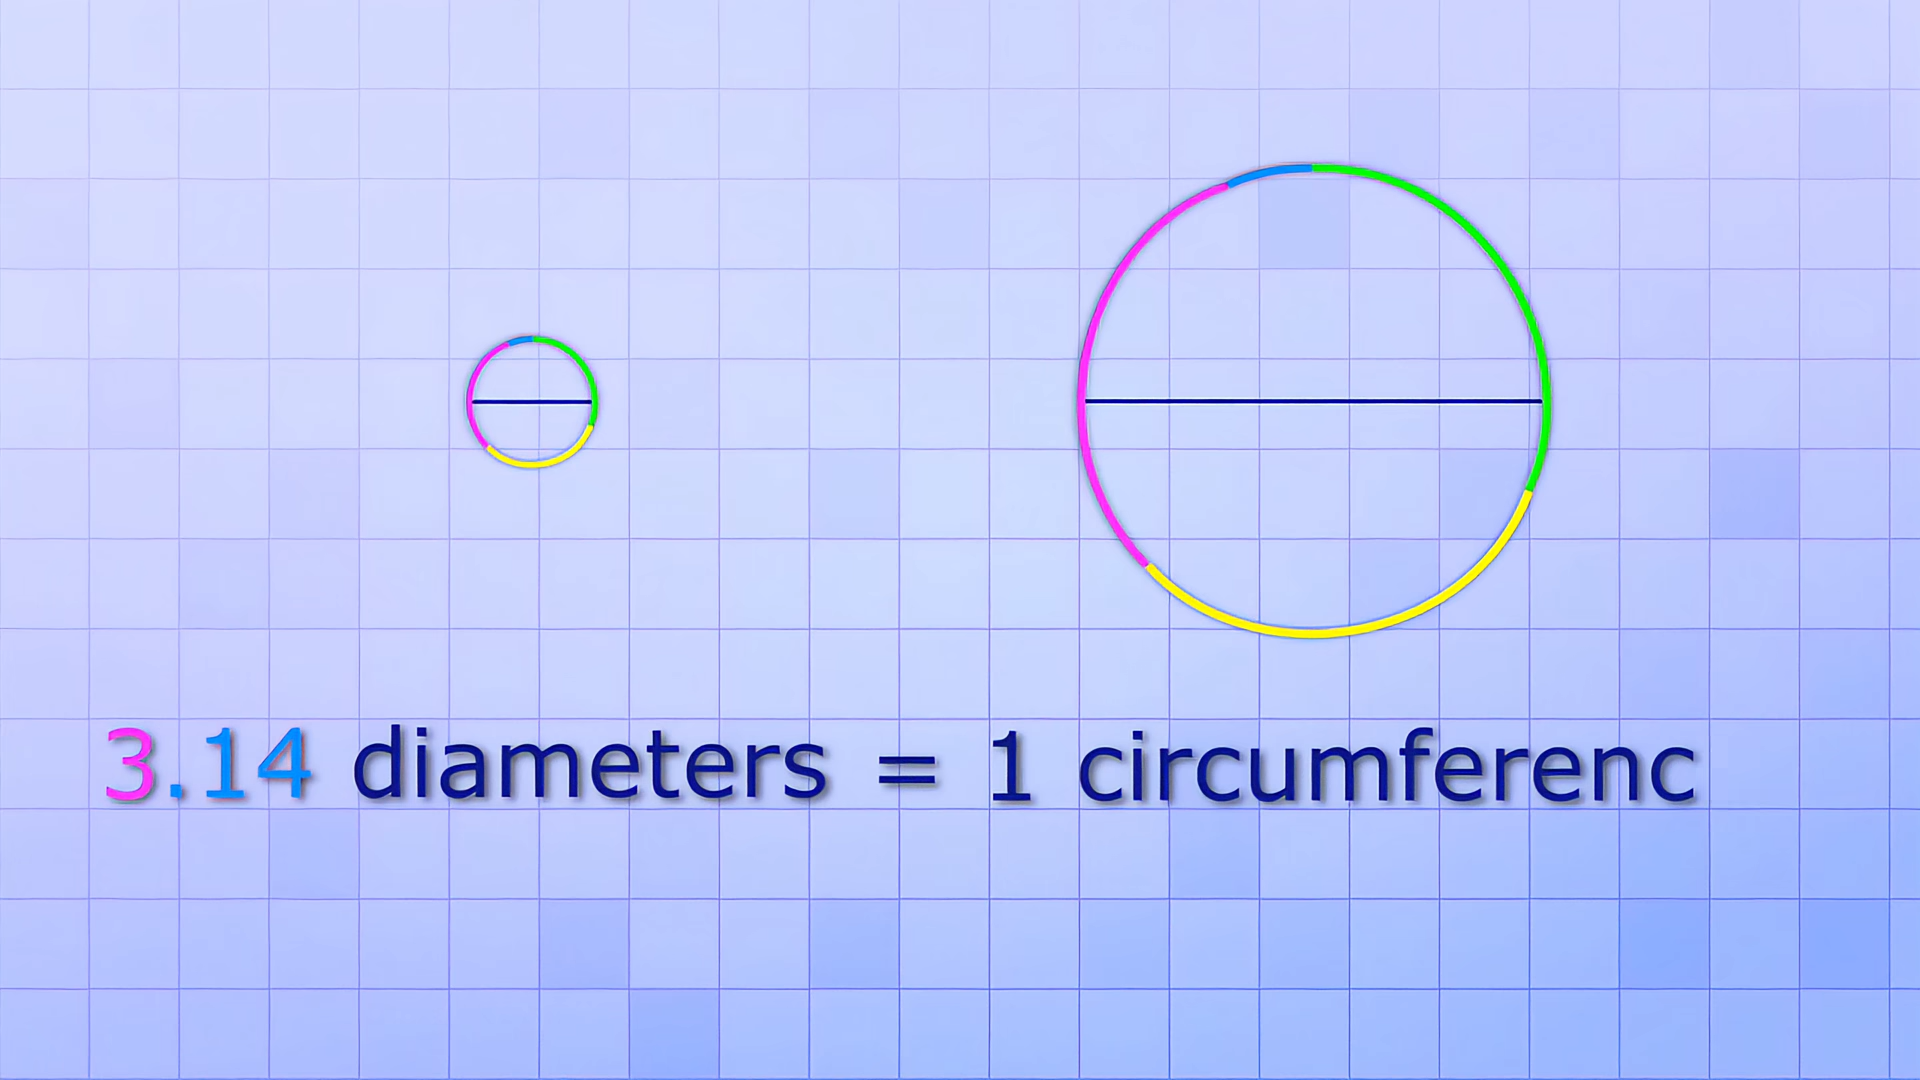 3.14 diameters = 1 circumferenc